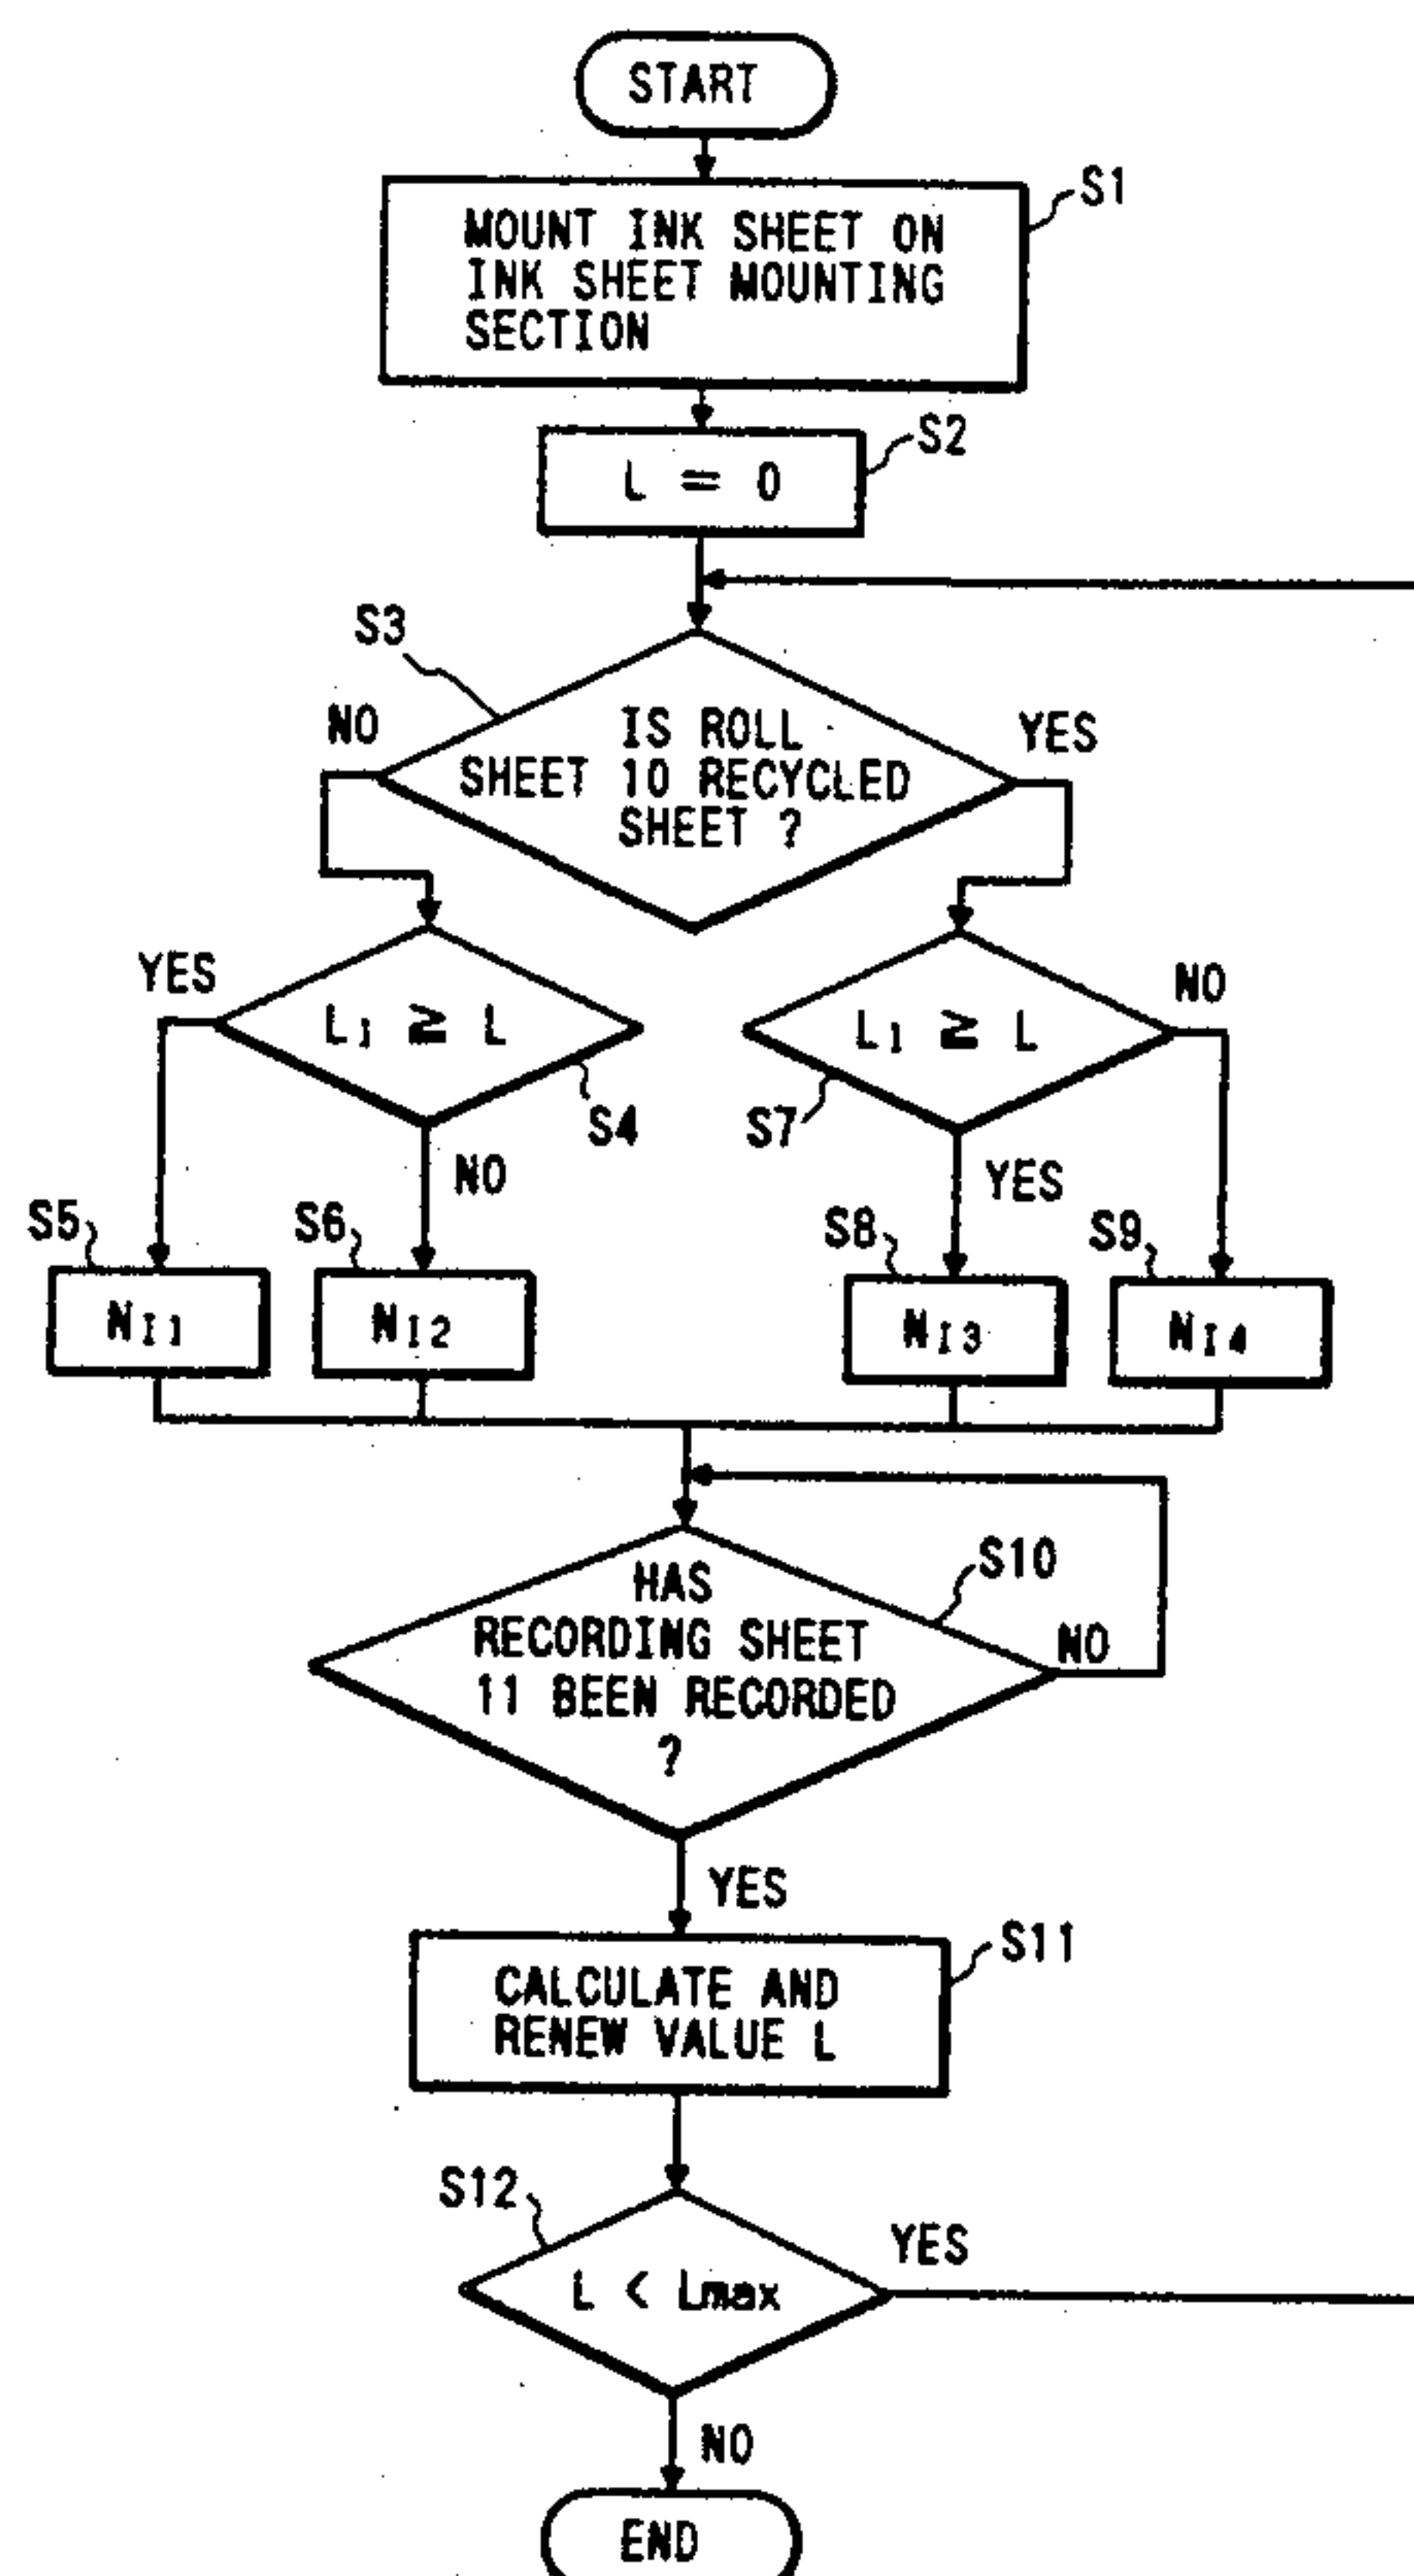 START
S1
MOUNT INK SHEET ON
INK SHEET MOUNTING
SECTION
S2
L = 0
S3
NO
YES
IS ROLL
SHEET 10 RECYCLED
SHEET ?
YES
L1 ≧ L
S4
NO
L1 ≧ L
S7
NO
YES
S5
NI1
S6
NI2
S8
NI3
S9
NI4
HAS
RECORDING SHEET
11 BEEN RECORDED
?
S10
NO
YES
S11
CALCULATE AND
RENEW VALUE L
S12
L < Lmax
YES
NO
END